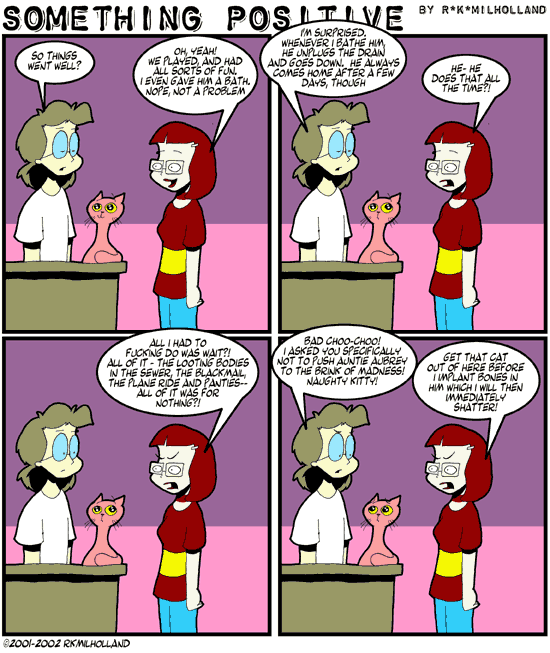 SOMETHING POSITIVE
BY R*K*MILHOLLAND
SO THINGS
WENT WELL?
OH, YEAH!
WE PLAYED, AND HAD
ALL SORTS OF FUN.
I EVEN GAVE HIM A BATH.
NOPE, NOT A PROBLEM
I'M SURPRISED.
WHENEVER I BATHE HIM,
HE UNPLUGS THE DRAIN
AND GOES DOWN. HE ALWAYS
COMES HOME AFTER A FEW
DAYS, THOUGH
HE- HE
DOES THAT ALL
THE TIME?!
ALL I HAD TO
FUCKING DO WAS WAIT?!
ALL OF IT - THE LOOTING BODIES
IN THE SEWER, THE BLACKMAIL,
THE PLANE RIDE AND PANTIES--
ALL OF IT WAS FOR
NOTHING?!
BAD CHOO-CHOO!
I ASKED YOU SPECIFICALLY
NOT TO PUSH AUNTIE AUBREY
TO THE BRINK OF MADNESS!
NAUGHTY KITTY!
GET THAT CAT
OUT OF HERE BEFORE
I IMPLANT BONES IN
HIM WHICH I WILL THEN
IMMEDIATELY
SHATTER!
©2001-2002 RKMILHOLLAND